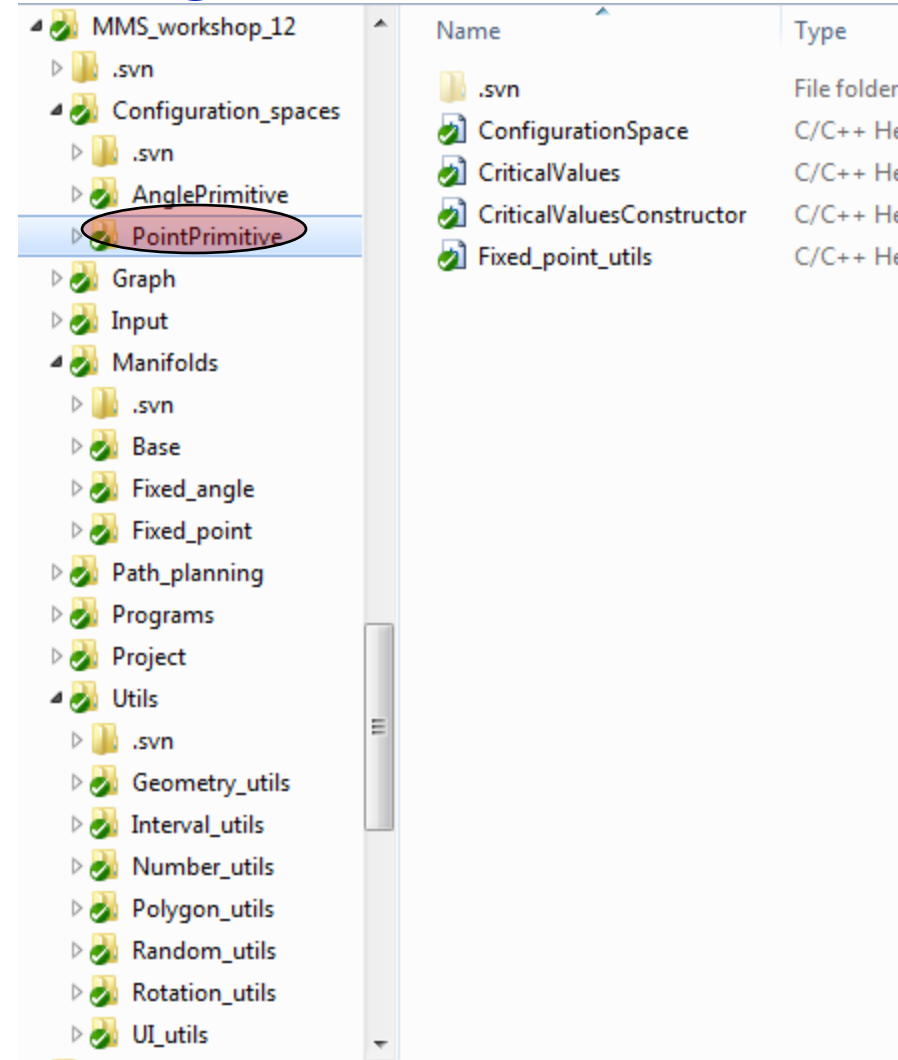 MMS_workshop_12
.svn
Configuration_spaces
.svn
AnglePrimitive
PointPrimitive
Graph
Input
Manifolds
.svn
Base
Fixed_angle
Fixed_point
Path_planning
Programs
Project
Utils
.svn
Geometry_utils
Interval_utils
Number_utils
Polygon_utils
Random_utils
Rotation_utils
UI_utils
Name Type
.svn File folder
ConfigurationSpace C/C++ He
CriticalValues C/C++ He
CriticalValuesConstructor C/C++ He
Fixed_point_utils C/C++ He